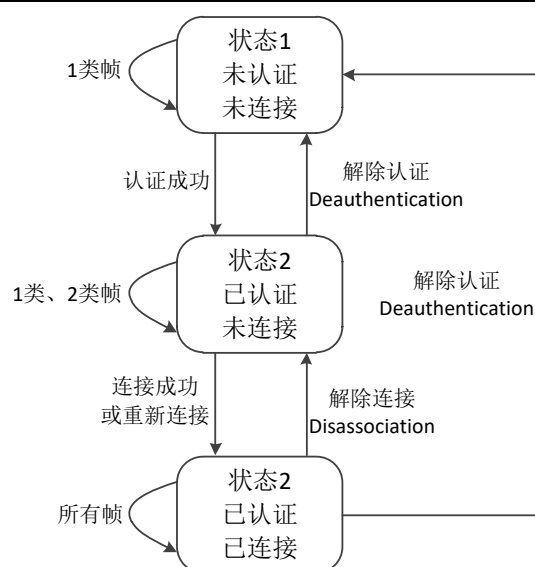 状态1
未认证
未连接
1类帧
认证成功
解除认证
Deauthentication
状态2
已认证
未连接
1类、2类帧
解除认证
Deauthentication
连接成功
或重新连接
解除连接
Disassociation
状态2
已认证
已连接
所有帧